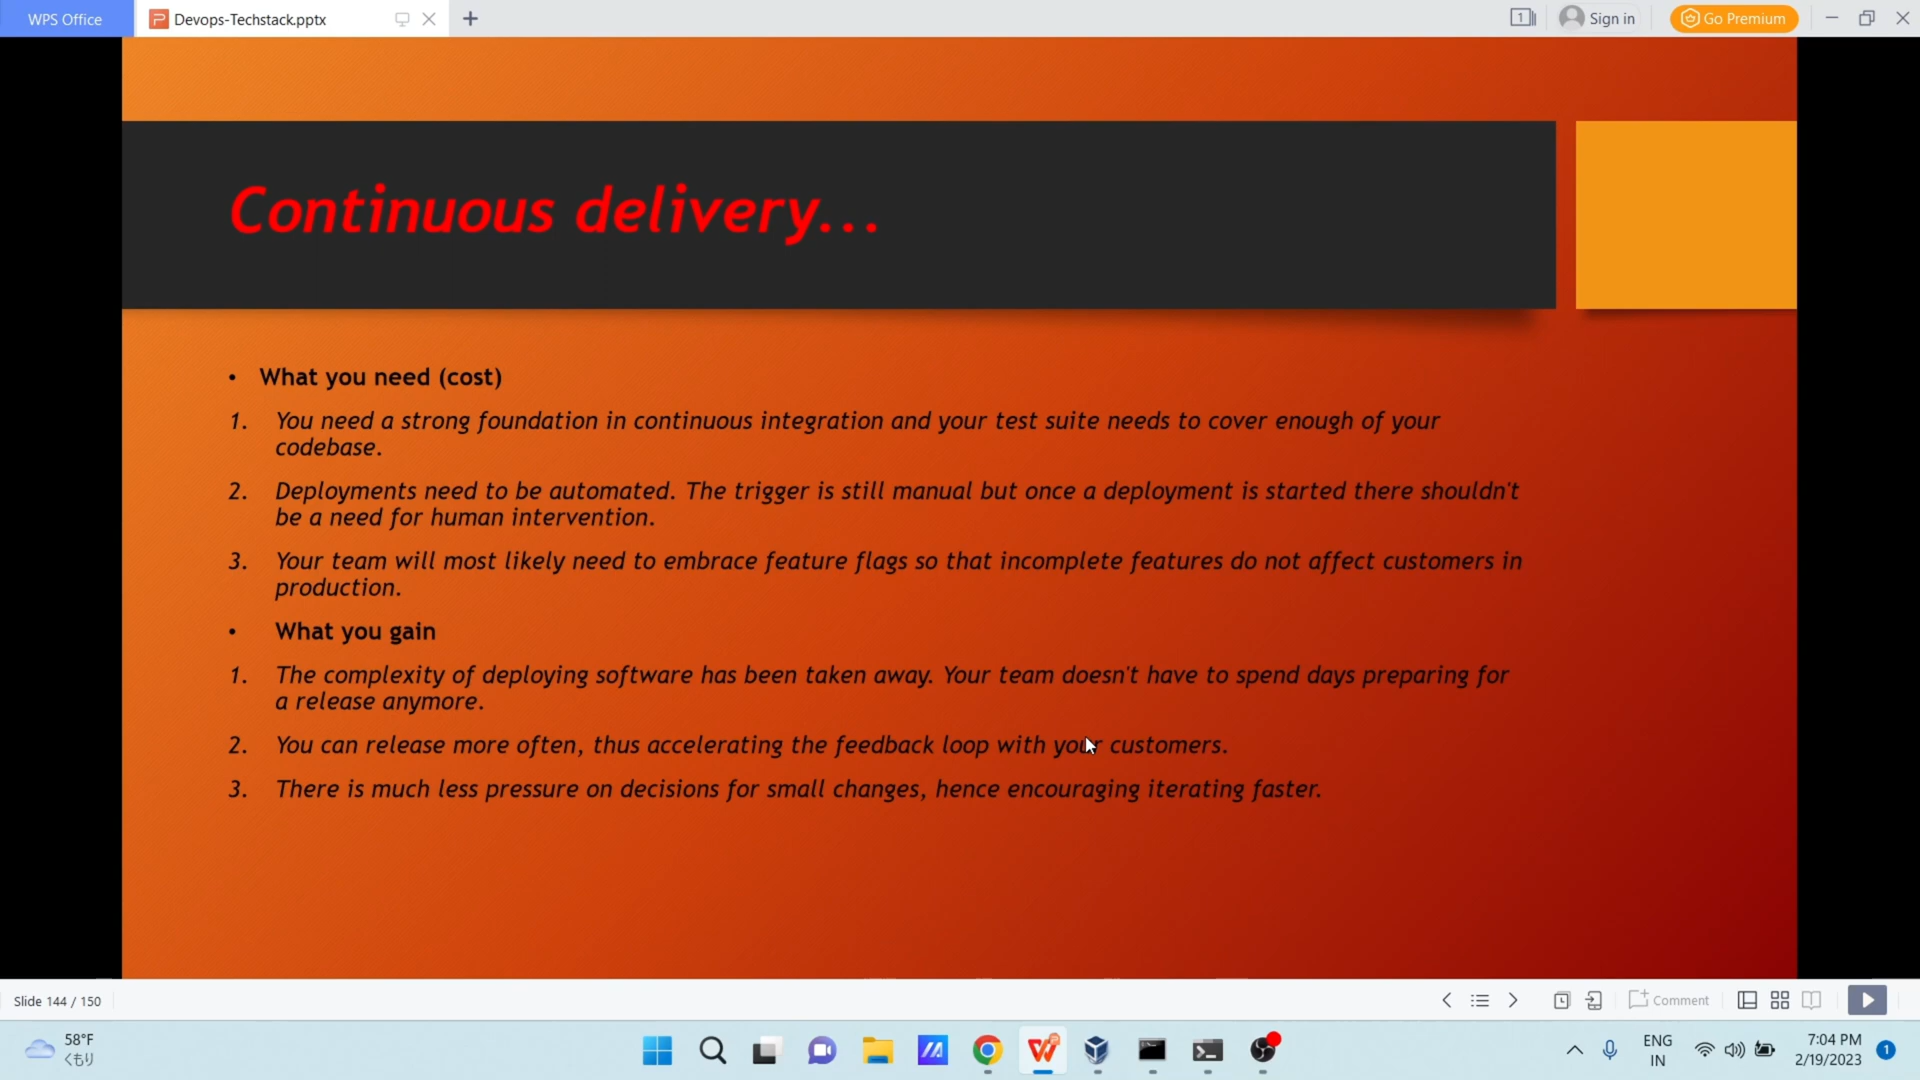 WPS Office
Devops-Techstack.pptx
1
Sign in
Go Premium
Continuous delivery...
• What you need (cost)
1. You need a strong foundation in continuous integration and your test suite needs to cover enough of your
codebase.
2. Deployments need to be automated. The trigger is still manual but once a deployment is started there shouldn't
be a need for human intervention.
3. Your team will most likely need to embrace feature flags so that incomplete features do not affect customers in
production.
• What you gain
1. The complexity of deploying software has been taken away. Your team doesn't have to spend days preparing for
a release anymore.
2. You can release more often, thus accelerating the feedback loop with your customers.
3. There is much less pressure on decisions for small changes, hence encouraging iterating faster.
Slide 144 / 150
Comment
58°F
くもり
ENG
IN
7:04 PM
2/19/2023
1